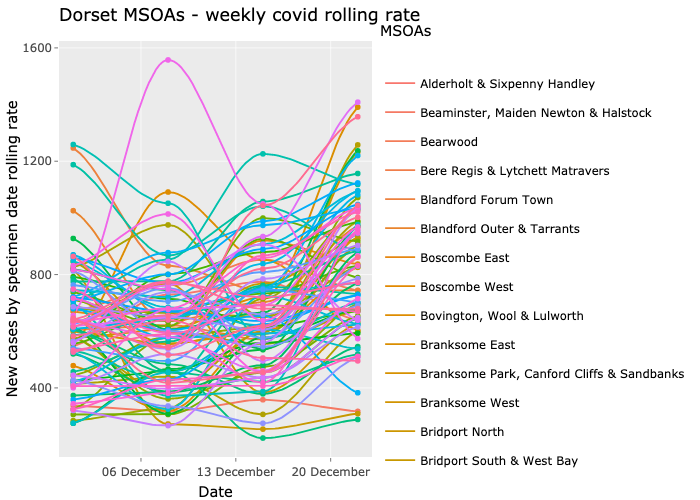 Dorset MSOAs - weekly covid rolling rate
MSOAs
New cases by specimen date rolling rate
1600
1200
800
400
06 December
13 December
20 December
Date
Alderholt & Sixpenny Handley
Beaminster, Maiden Newton & Halstock
Bearwood
Bere Regis & Lytchett Matravers
Blandford Forum Town
Blandford Outer & Tarrants
Boscombe East
Boscombe West
Bovington, Wool & Lulworth
Branksome East
Branksome Park, Canford Cliffs & Sandbanks
Branksome West
Bridport North
Bridport South & West Bay